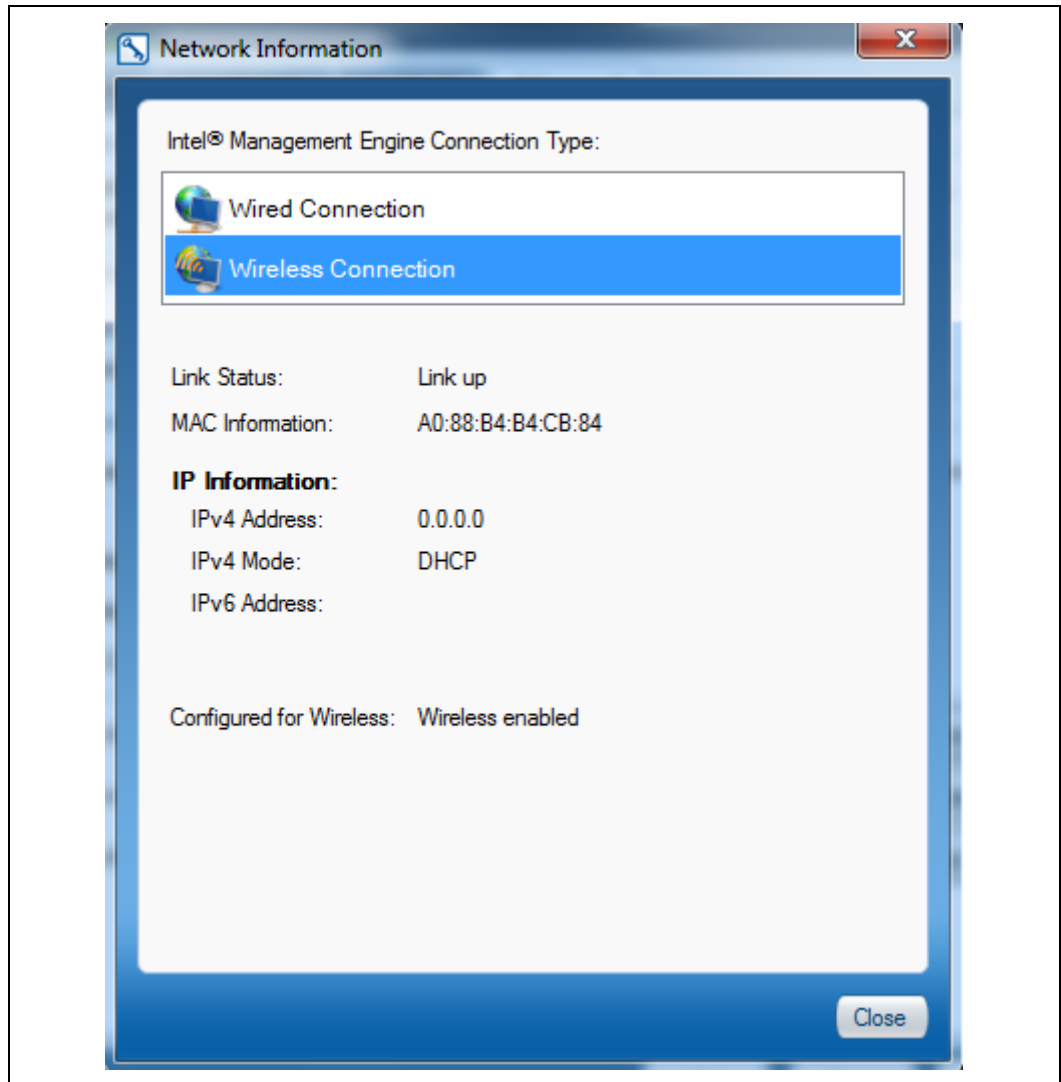 Network Information
Intel® Management Engine Connection Type:
Wired Connection
Wireless Connection
Link Status: Link up
MAC Information: A0:88:B4:B4:CB:84
IP Information:
IPv4 Address: 0.0.0.0
IPv4 Mode: DHCP
IPv6 Address:
Configured for Wireless: Wireless enabled
Close